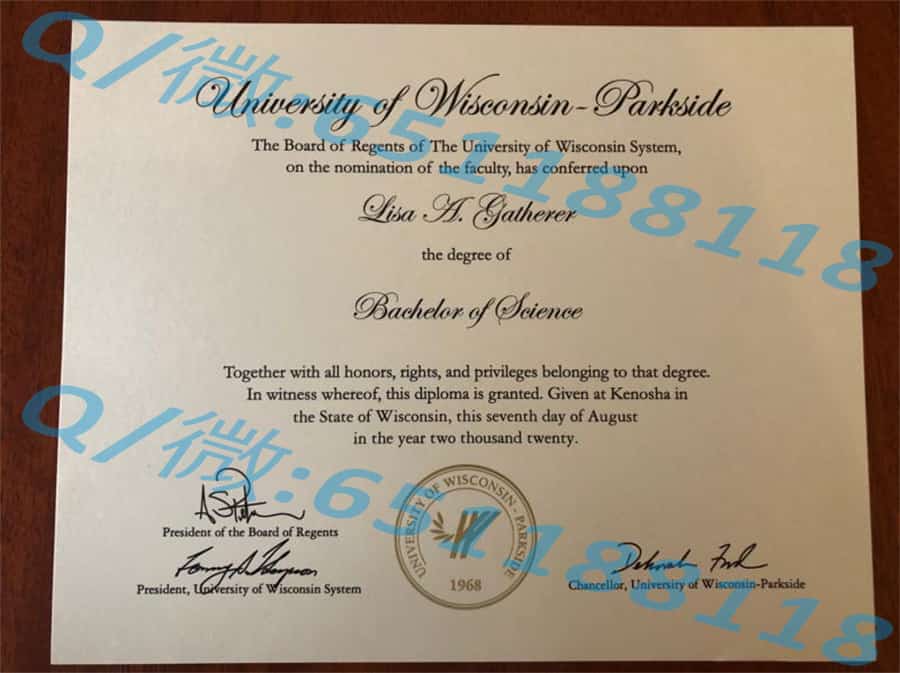 University of Wisconsin-Parkside
The Board of Regents of The University of Wisconsin System,
on the nomination of the faculty, has conferred upon
Lisa A. Gatherer
the degree of
Bachelor of Science
Together with all honors, rights, and privileges belonging to that degree.
In witness whereof, this diploma is granted. Given at Kenosha in
the State of Wisconsin, this seventh day of August
in the year two thousand twenty.
President of the Board of Regents
President, University of Wisconsin System
UNIVERSITY OF WISCONSIN - PARKSIDE
1968
Chancellor, University of Wisconsin-Parkside
Q/微:651188118
Q/微:651188118